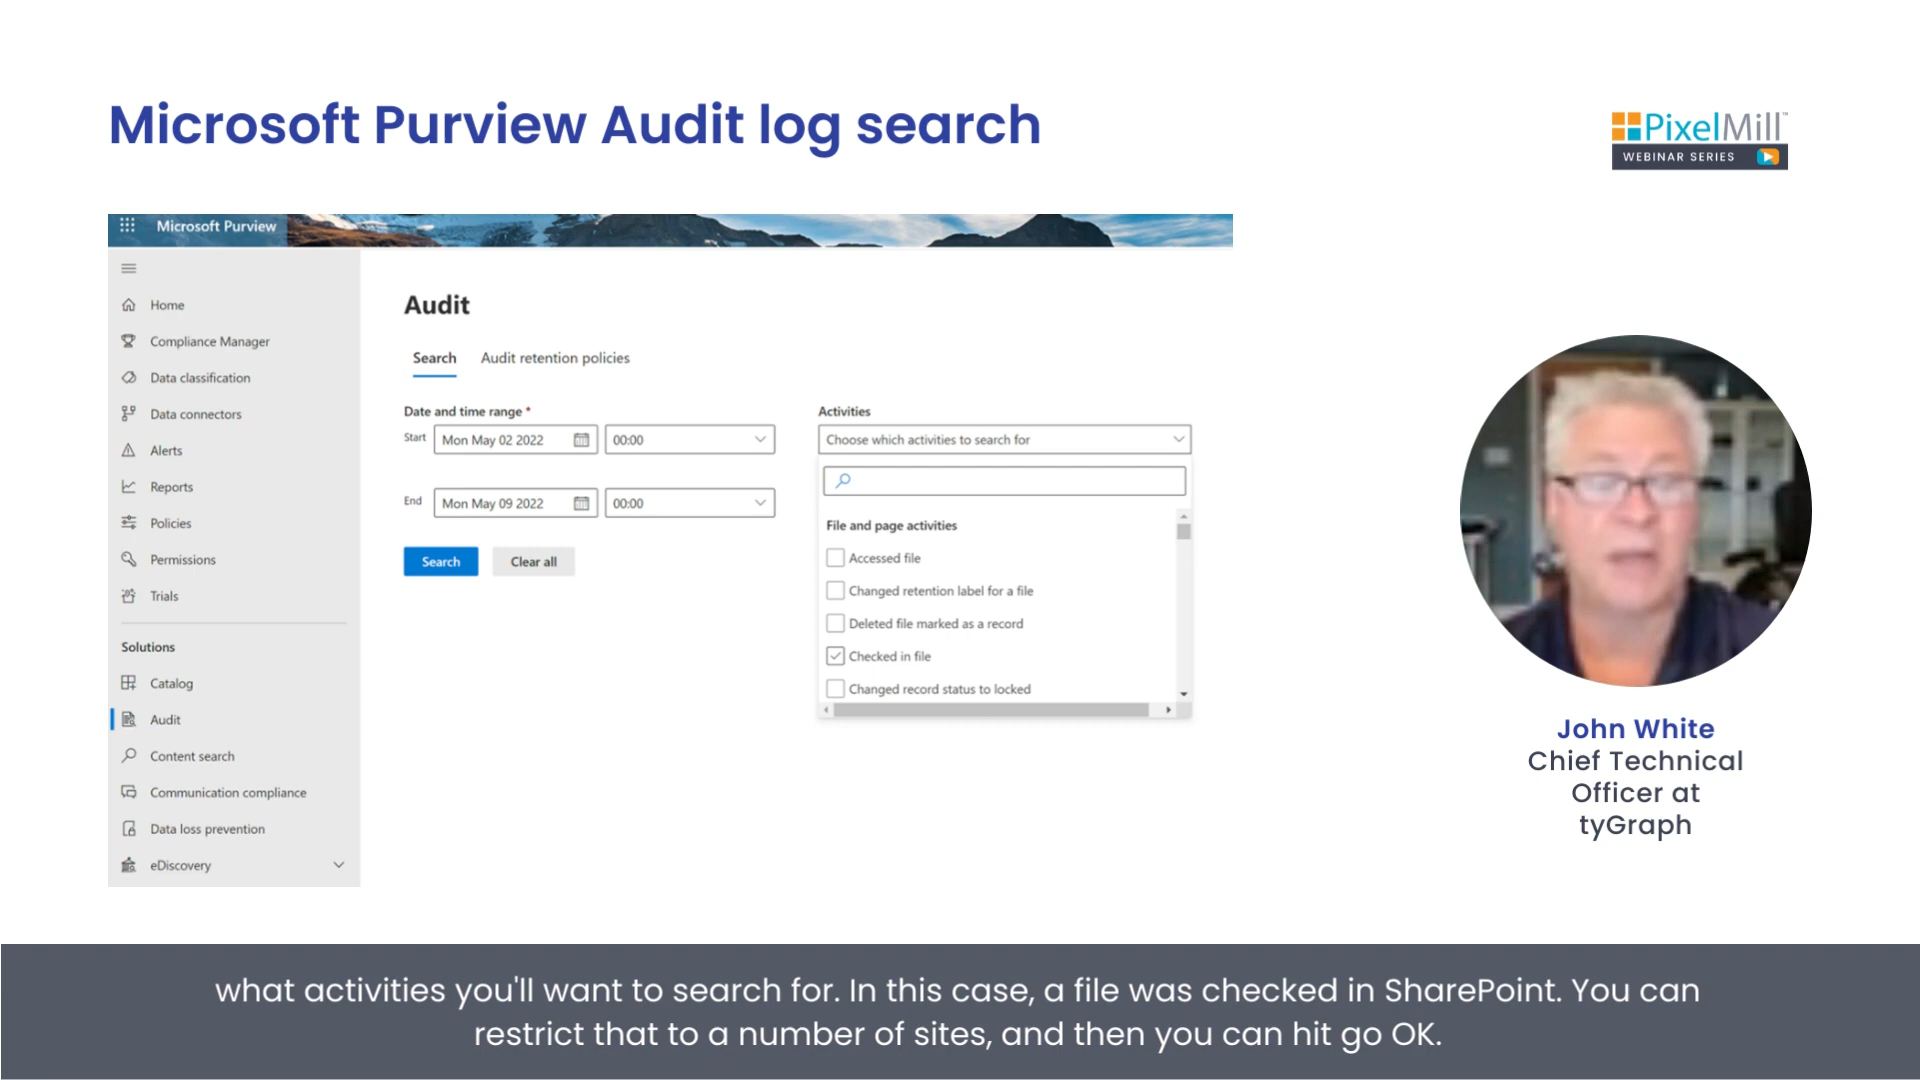 Microsoft Purview Audit log search
PixelMill™
WEBINAR SERIES
Microsoft Purview
Home
Compliance Manager
Data classification
Data connectors
Alerts
Reports
Policies
Permissions
Trials
Solutions
Catalog
Audit
Content search
Communication compliance
Data loss prevention
eDiscovery
Audit
Search Audit retention policies
Date and time range *
Start Mon May 02 2022 00:00
End Mon May 09 2022 00:00
Search Clear all
Activities
Choose which activities to search for
File and page activities
Accessed file
Changed retention label for a file
Deleted file marked as a record
Checked in file
Changed record status to locked
John White
Chief Technical
Officer at
tyGraph
what activities you'll want to search for. In this case, a file was checked in SharePoint. You can
restrict that to a number of sites, and then you can hit go OK.